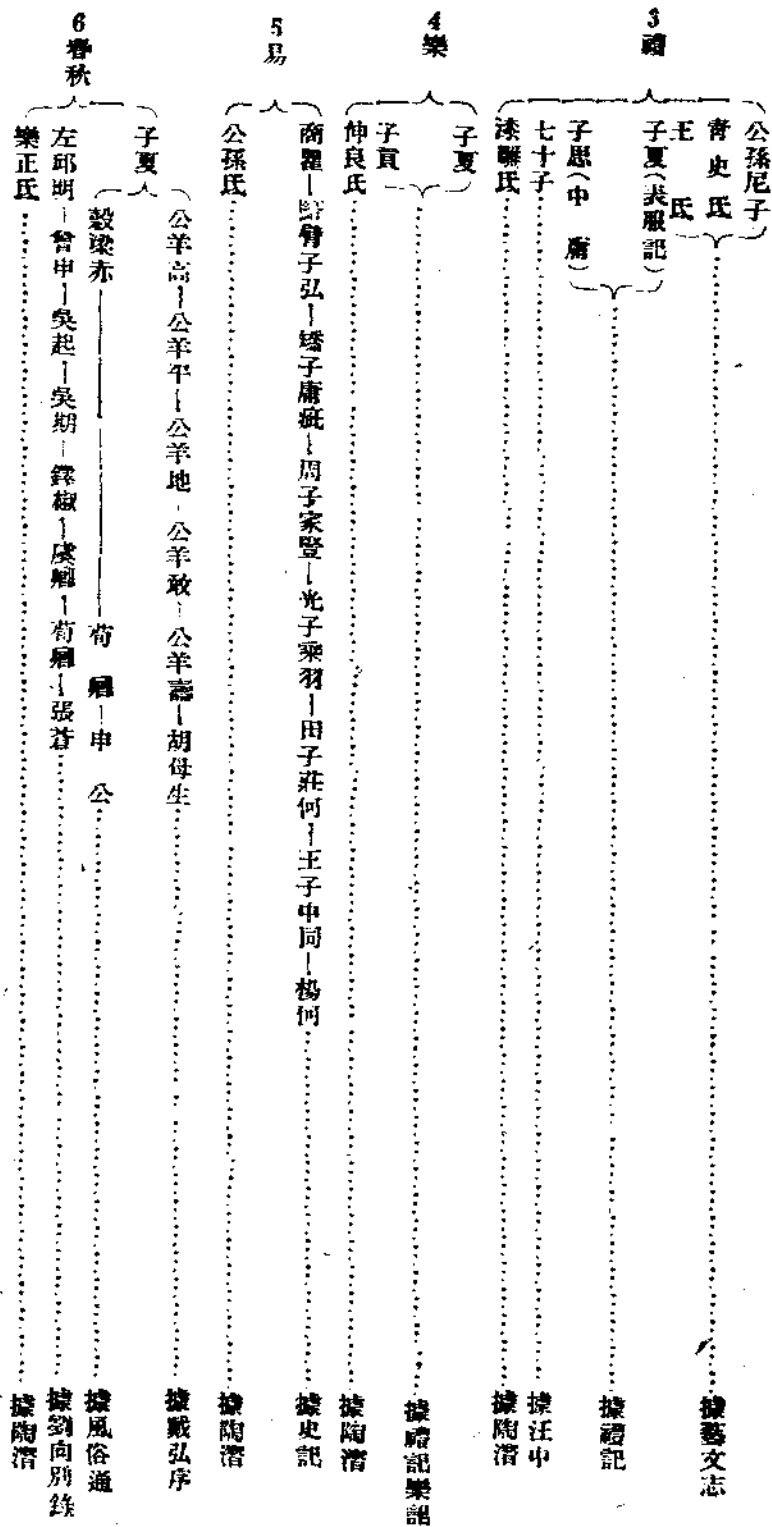 3禮
公孫尼子
青史氏
王氏……據藝文志
子夏(喪服記)
子思(中庸)……據禮記
七十子……據汪中
漆雕氏……據陶潛
4樂
子夏
子貢……據禮記樂記
仲良氏……據陶潛
5易
商瞿—馯臂子弘—矯子庸疵—周子家豎—光子乘羽—田子莊何—王子中同—楊何……據史記
公孫氏……據陶潛
6春秋
子夏
公羊高—公羊平—公羊地—公羊敢—公羊壽—胡母生……據戴弘序
穀梁赤——荀卿—申公……據風俗通
左邱明—曾申—吳起—吳期—鐸椒—虞卿—荀卿—張蒼……據劉向別錄
樂正氏……據陶潛